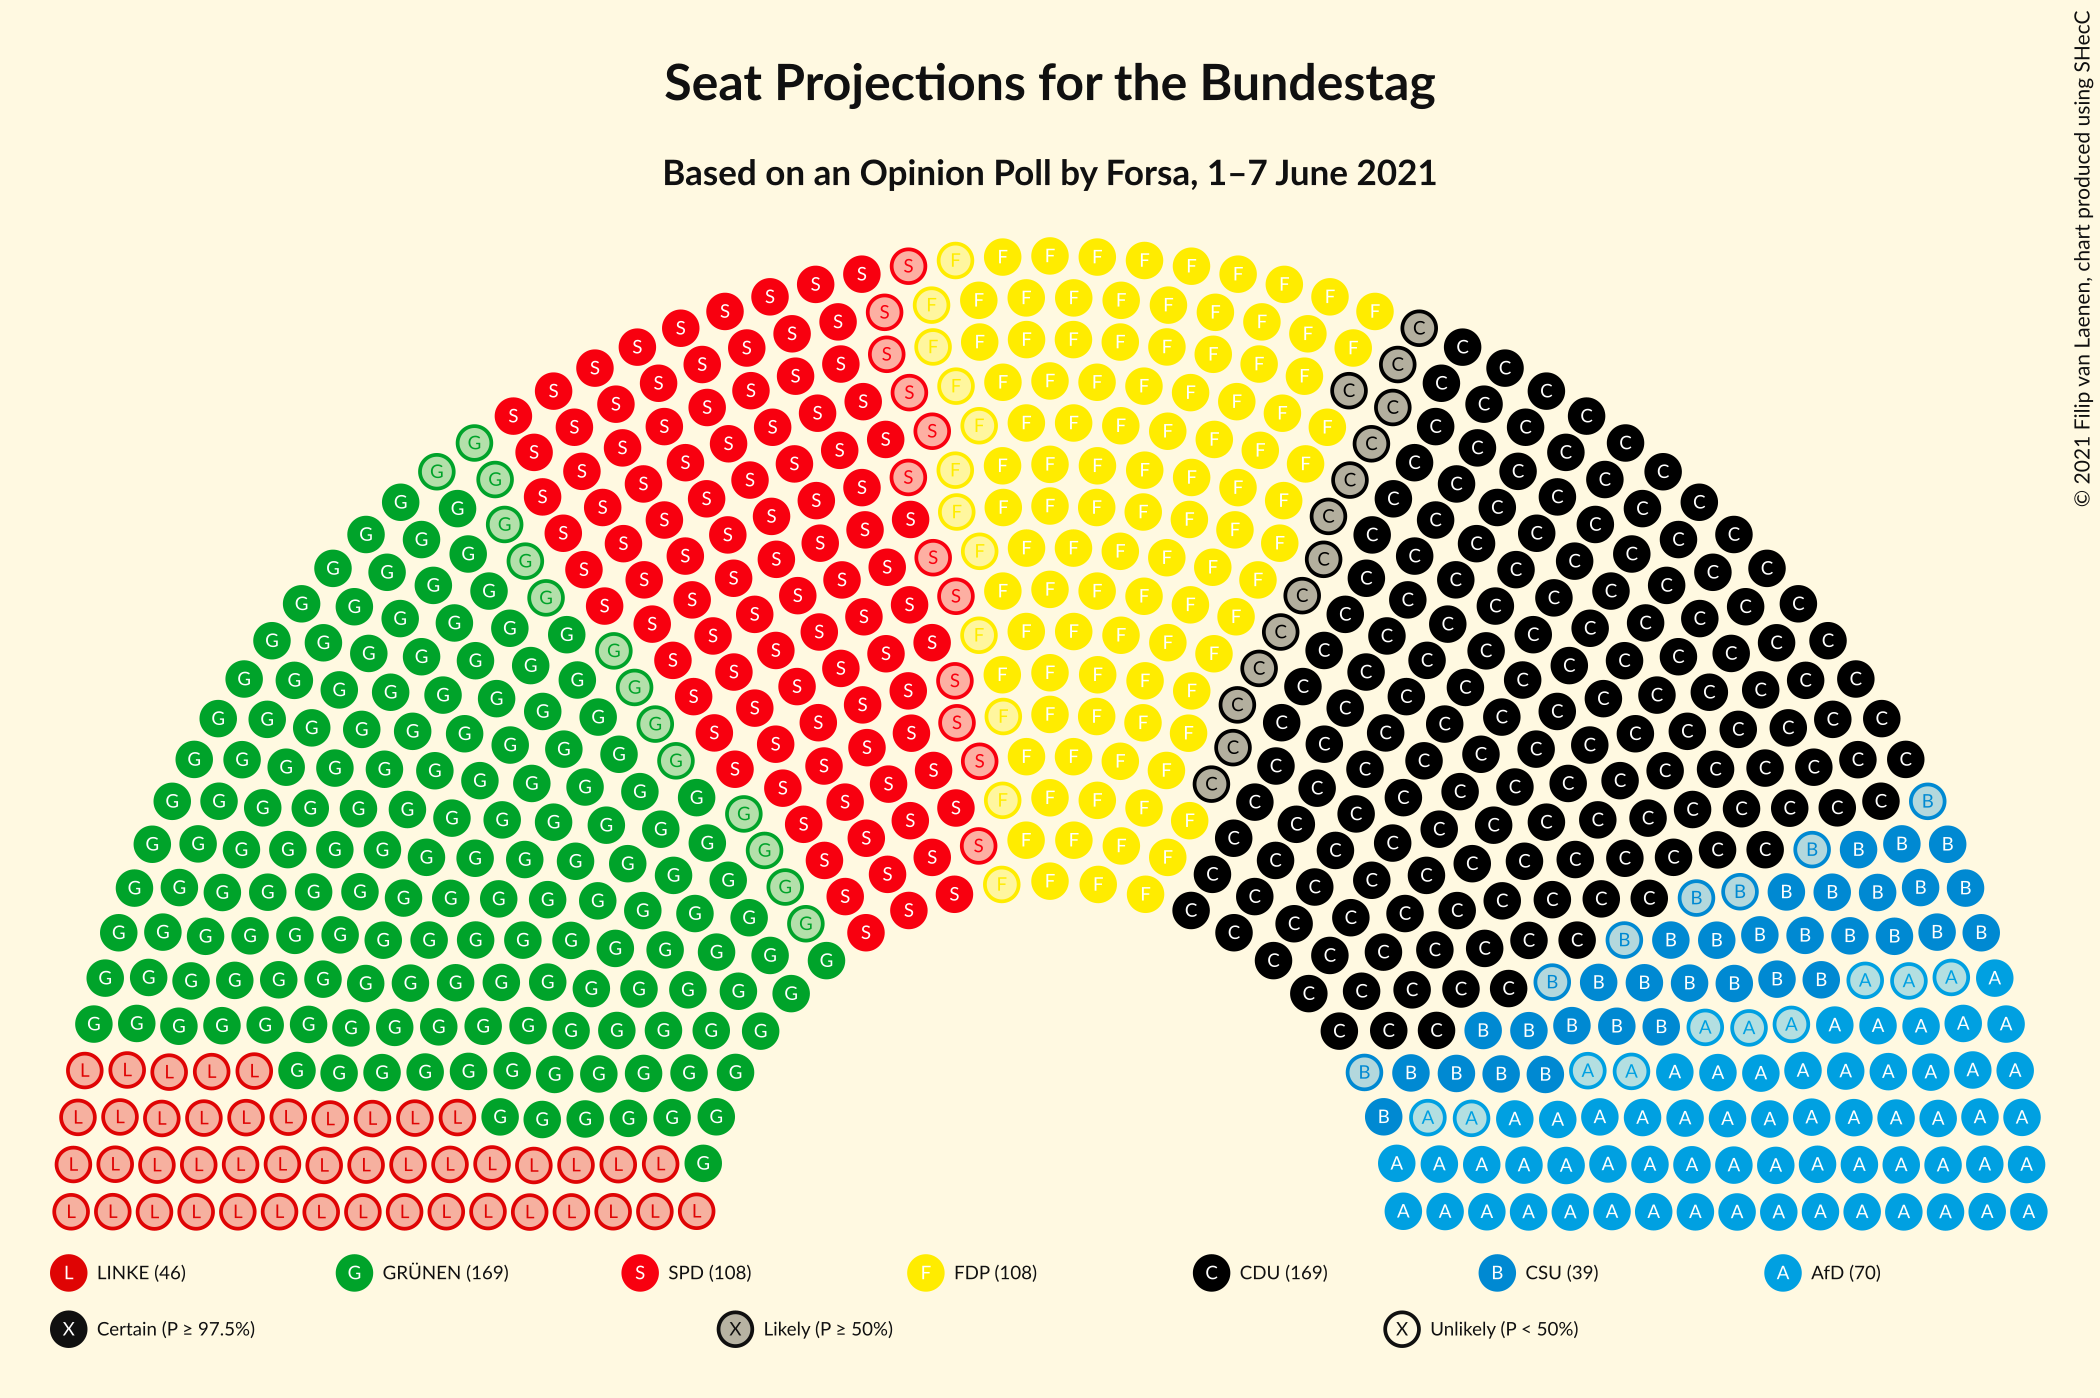 Seat Projections for the Bundestag
Based on an Opinion Poll by Forsa, 1–7 June 2021
© 2021 Filip van Laenen, chart produced using SHecC
L LINKE (46)
G GRÜNEN (169)
S SPD (108)
F FDP (108)
C CDU (169)
B CSU (39)
A AfD (70)
X Certain (P ≥ 97.5%)
X Likely (P ≥ 50%)
X Unlikely (P < 50%)